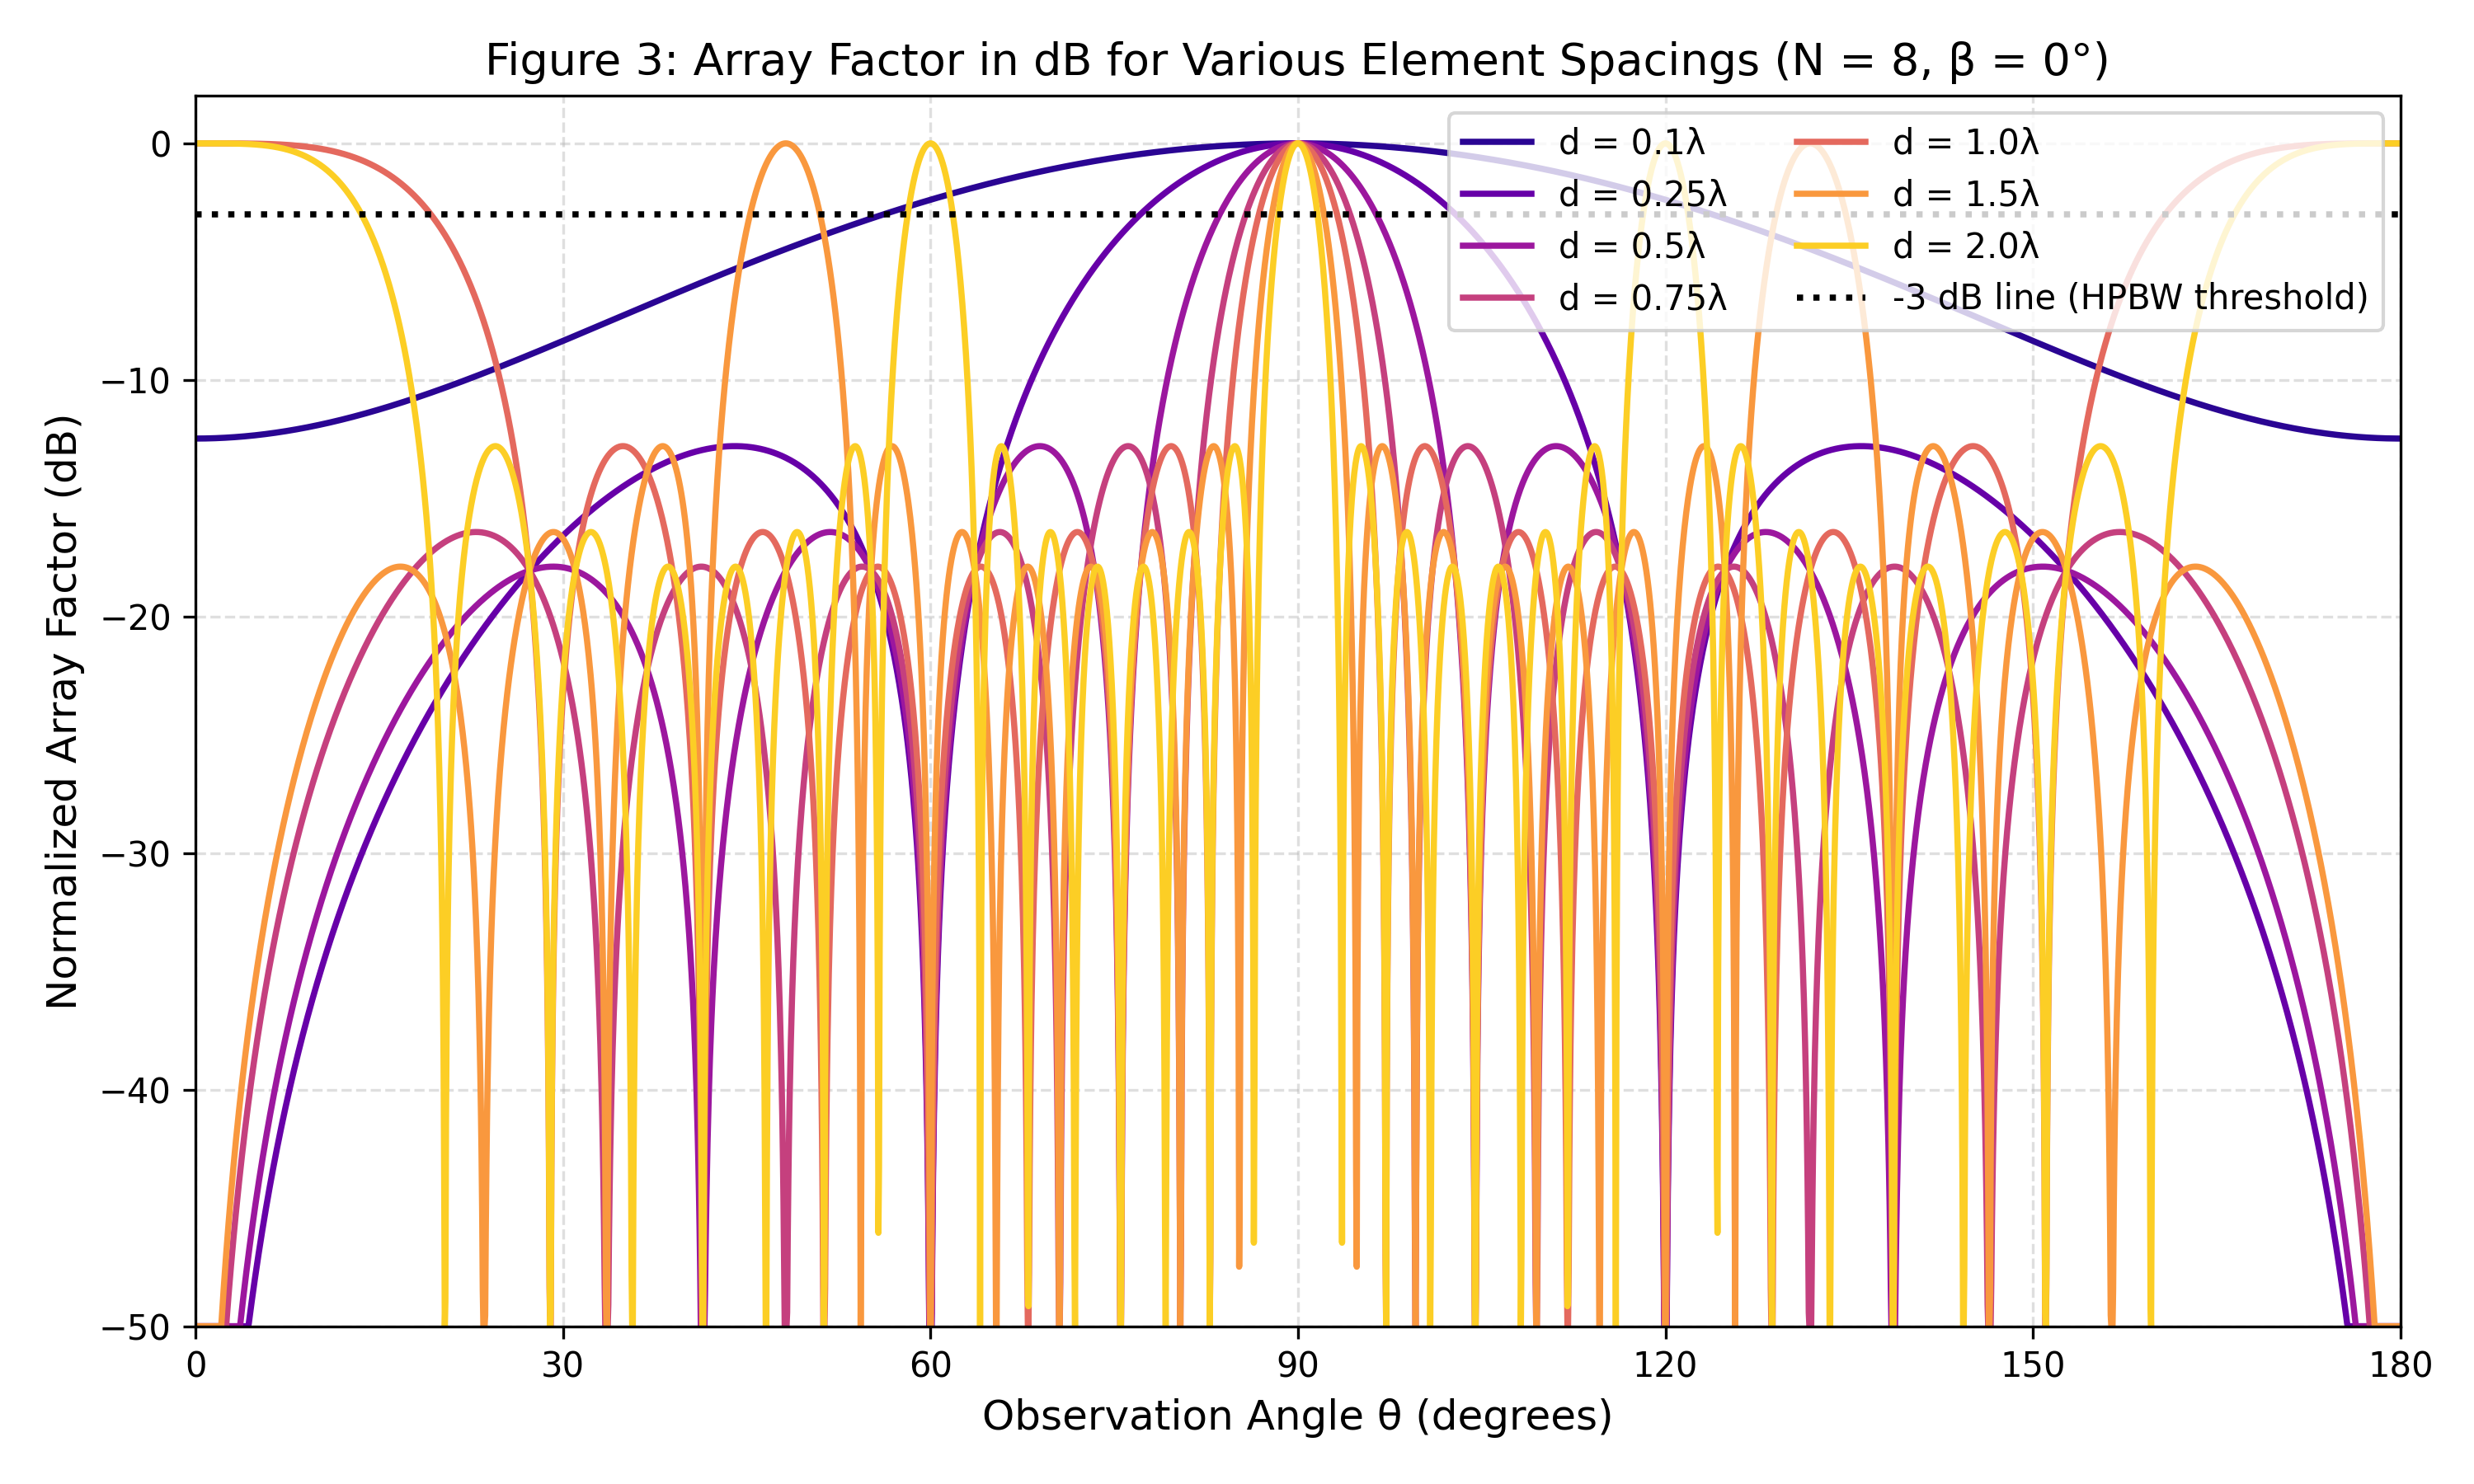 Figure 3: Array Factor in dB for Various Element Spacings (N = 8, β = 0°)
Normalized Array Factor (dB)
0
−10
−20
−30
−40
−50
d = 0.1λ
d = 0.25λ
d = 0.5λ
d = 0.75λ
d = 1.0λ
d = 1.5λ
d = 2.0λ
-3 dB line (HPBW threshold)
0 30 60 90 120 150 180
Observation Angle θ (degrees)